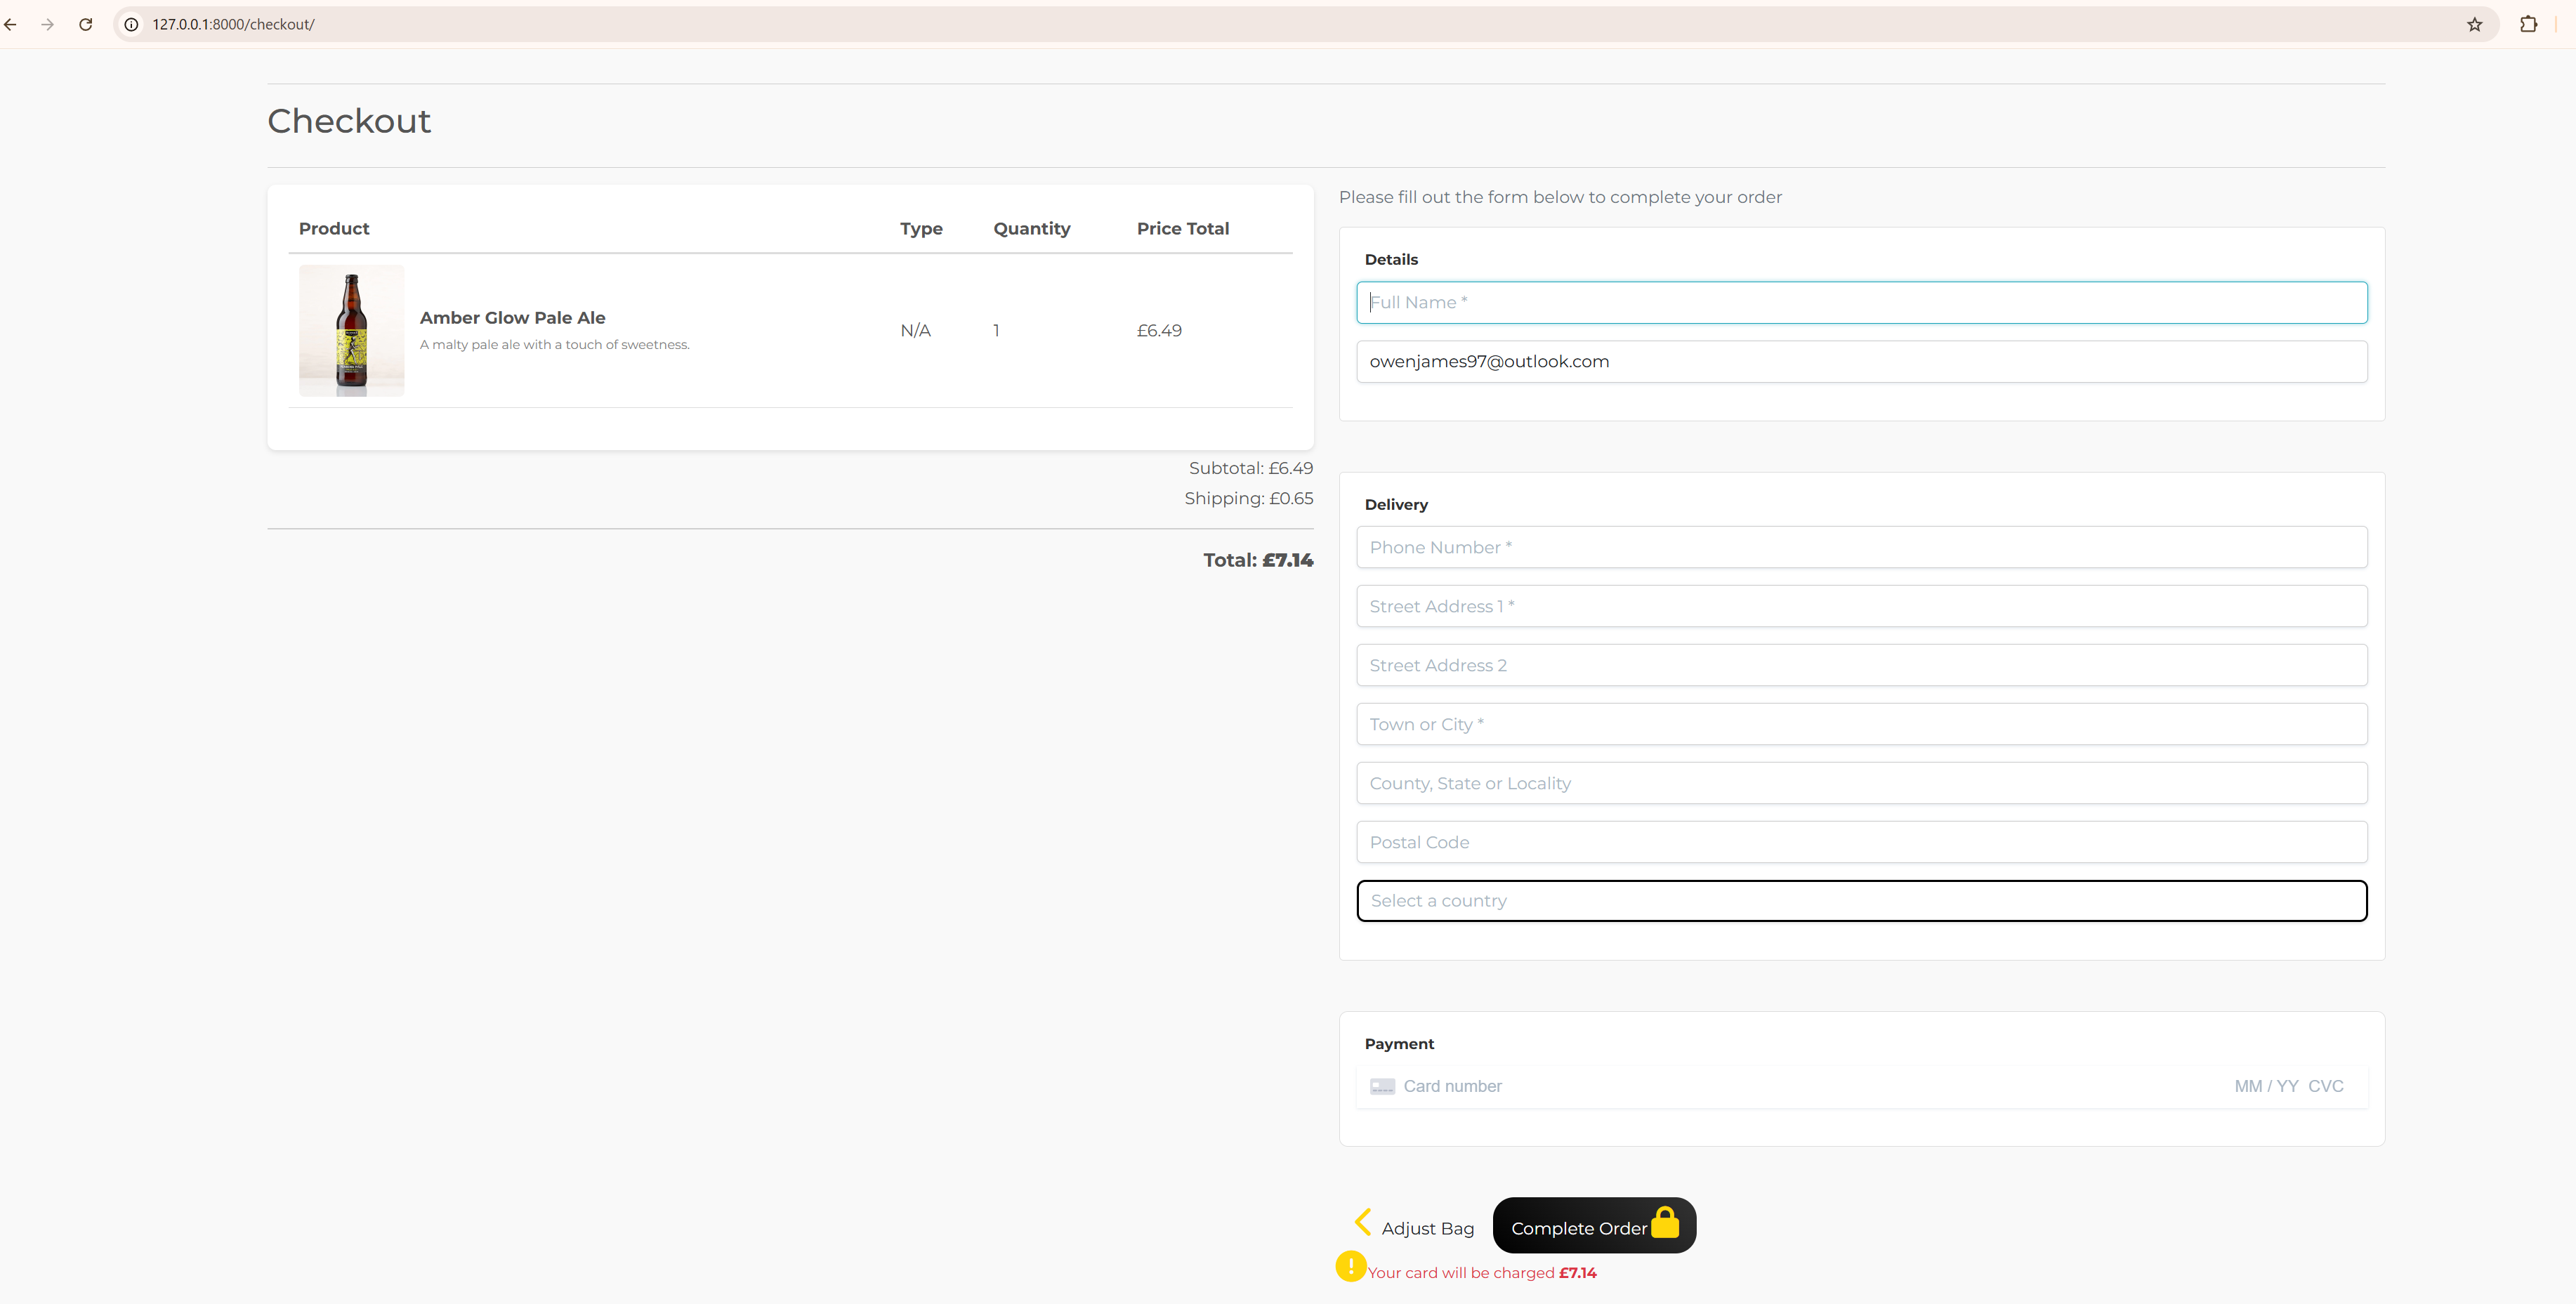 127.0.0.1:8000/checkout/
Checkout
Product Type Quantity Price Total
Amber Glow Pale Ale
A malty pale ale with a touch of sweetness.
N/A 1 £6.49
Subtotal: £6.49
Shipping: £0.65
Total: £7.14
Please fill out the form below to complete your order
Details
Full Name *
owenjames97@outlook.com
Delivery
Phone Number *
Street Address 1 *
Street Address 2
Town or City *
County, State or Locality
Postal Code
Select a country
Payment
Card number MM / YY CVC
Adjust Bag Complete Order
Your card will be charged £7.14